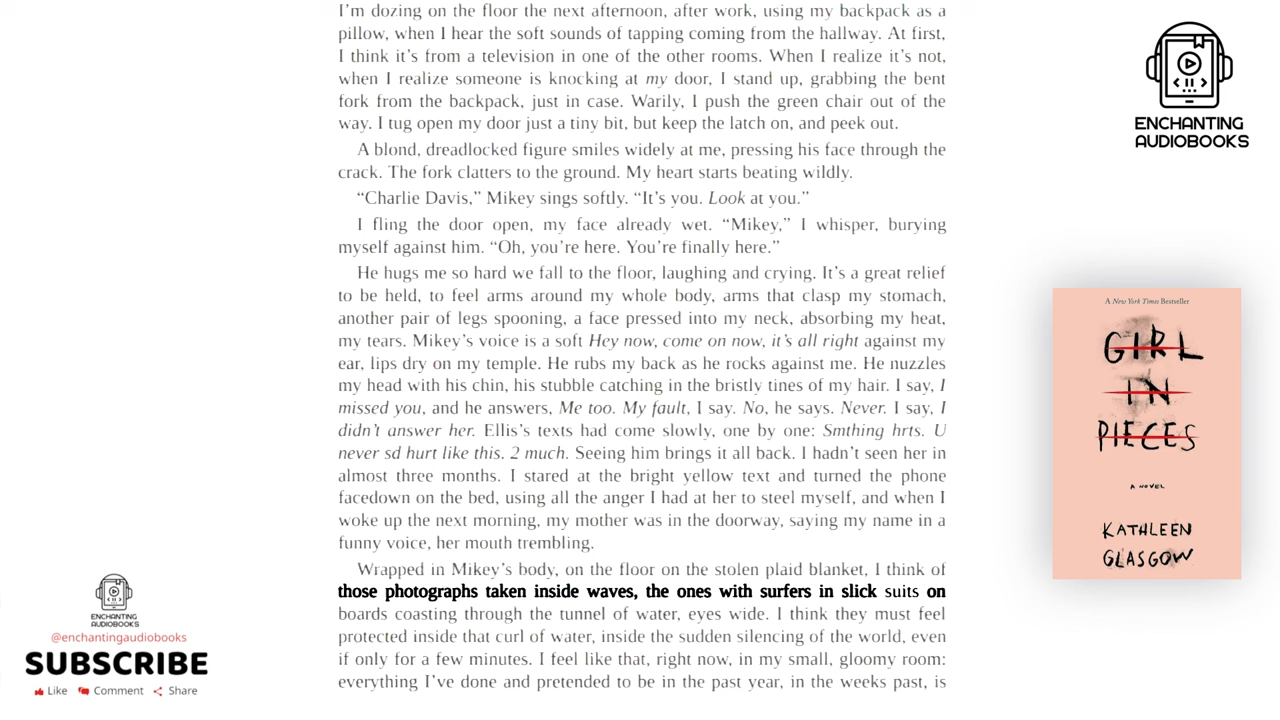 I'm dozing on the floor the next afternoon, after work, using my backpack as a
pillow, when I hear the soft sounds of tapping coming from the hallway. At first,
I think it's from a television in one of the other rooms. When I realize it's not,
when I realize someone is knocking at my door, I stand up, grabbing the bent
fork from the backpack, just in case. Warily, I push the green chair out of the
way. I tug open my door just a tiny bit, but keep the latch on, and peek out.
A blond, dreadlocked figure smiles widely at me, pressing his face through the
crack. The fork clatters to the ground. My heart starts beating wildly.
“Charlie Davis,” Mikey sings softly. “It's you. Look at you.”
I fling the door open, my face already wet. “Mikey,” I whisper, burying
myself against him. “Oh, you're here. You're finally here.”
He hugs me so hard we fall to the floor, laughing and crying. It's a great relief
to be held, to feel arms around my whole body, arms that clasp my stomach,
another pair of legs spooning, a face pressed into my neck, absorbing my heat,
my tears. Mikey's voice is a soft Hey now, come on now, it's all right against my
ear, lips dry on my temple. He rubs my back as he rocks against me. He nuzzles
my head with his chin, his stubble catching in the bristly tines of my hair. I say, I
missed you, and he answers, Me too. My fault, I say. No, he says. Never. I say, I
didn't answer her. Ellis's texts had come slowly, one by one: Smthing hrts. U
never sd hurt like this. 2 much. Seeing him brings it all back. I hadn't seen her in
almost three months. I stared at the bright yellow text and turned the phone
facedown on the bed, using all the anger I had at her to steel myself, and when I
woke up the next morning, my mother was in the doorway, saying my name in a
funny voice, her mouth trembling.
Wrapped in Mikey's body, on the floor on the stolen plaid blanket, I think of
those photographs taken inside waves, the ones with surfers in slick suits on
boards coasting through the tunnel of water, eyes wide. I think they must feel
protected inside that curl of water, inside the sudden silencing of the world, even
if only for a few minutes. I feel like that, right now, in my small, gloomy room:
everything I've done and pretended to be in the past year, in the weeks past, is
ENCHANTING
AUDIOBOOKS
A New York Times Bestseller
GIRL
IN
PIECES
A NOVEL
KATHLEEN
GLASGOW
ENCHANTING
AUDIOBOOKS
@enchantingaudiobooks
SUBSCRIBE
Like Comment Share